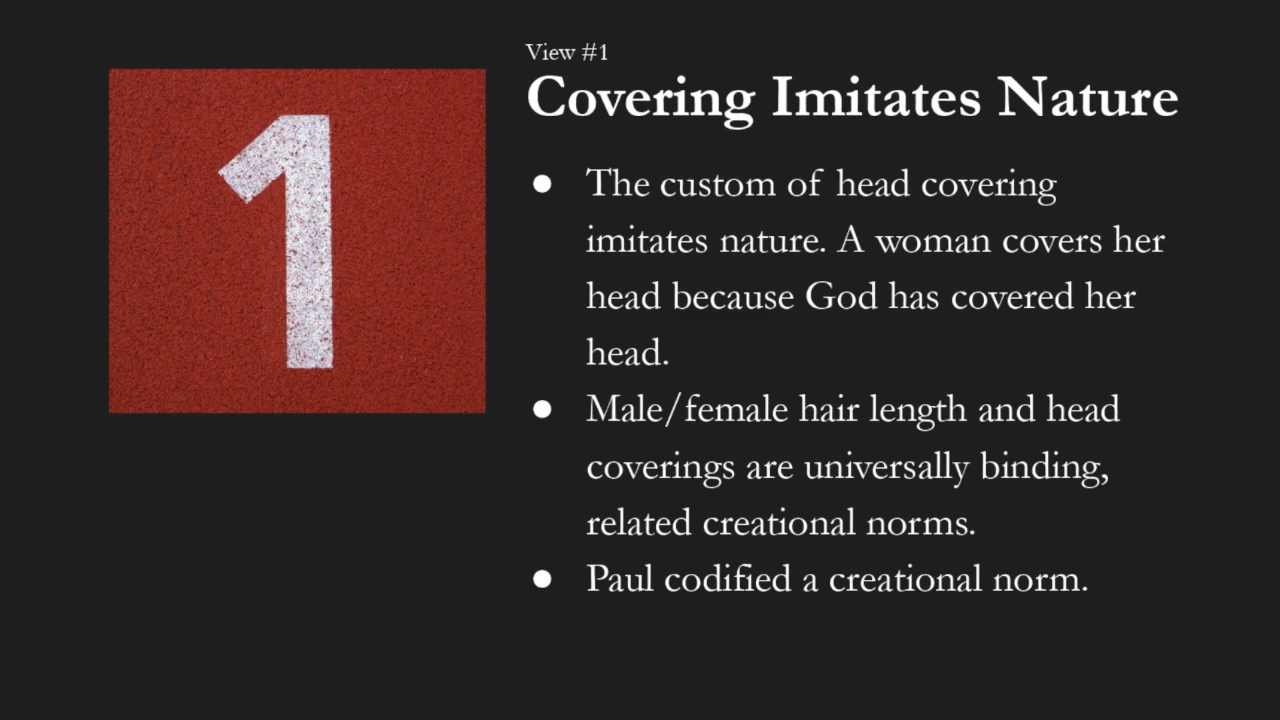 1
View #1
Covering Imitates Nature
● The custom of head covering
imitates nature. A woman covers her
head because God has covered her
head.
● Male/female hair length and head
coverings are universally binding,
related creational norms.
● Paul codified a creational norm.